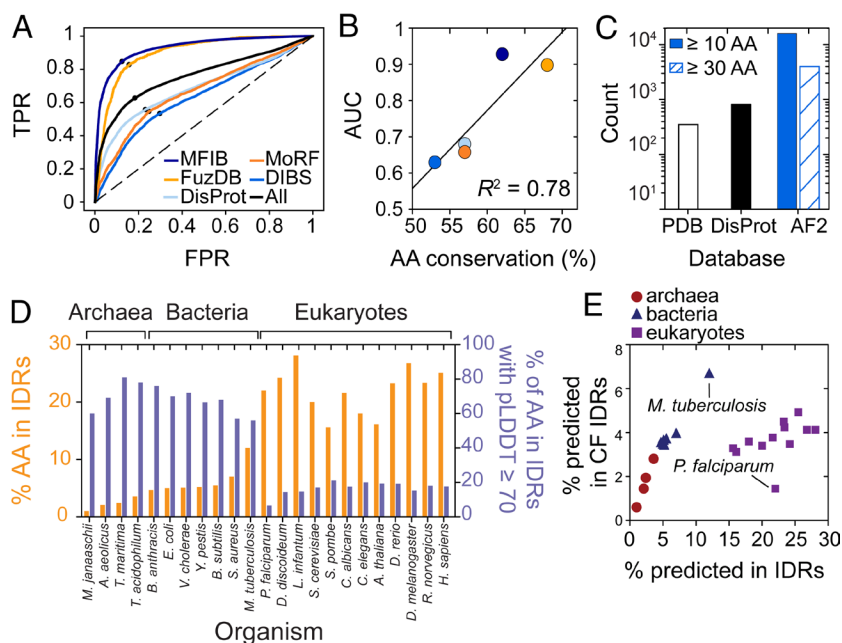 A
TPR
1
0.8
0.6
0.4
0.2
0
0 0.2 0.4 0.6 0.8 1
FPR
MFIB
FuzDB
DisProt
MoRF
DIBS
All
B
AUC
1
0.9
0.8
0.7
0.6
0.5
50 55 60 65 70
AA conservation (%)
R² = 0.78
C
≥ 10 AA
≥ 30 AA
Count
10⁴
10³
10²
10¹
PDB DisProt AF2
Database
D
Archaea Bacteria Eukaryotes
% AA in IDRs
30
20
10
0
100
80
60
40
20
0
% of AA in IDRs
with pLDDT ≥ 70
M. janaaschii
A. aeolicus
T. maritima
T. acidophilum
B. anthracis
E. coli
V. cholerae
Y. pestis
B. subtilis
S. aureus
M. tuberculosis
P. falciparum
D. discoideum
L. infantum
S. cerevisiae
S. pombe
C. albicans
C. elegans
A. thaliana
D. rerio
D. melanogaster
R. norvegicus
H. sapiens
Organism
E
archaea
bacteria
eukaryotes
% predicted
in CF IDRs
8
6
4
2
0
0 5 10 15 20 25 30
M. tuberculosis
P. falciparum
% predicted in IDRs